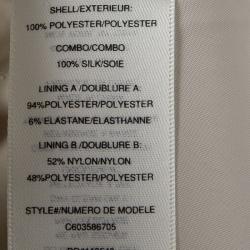 SHELL/EXTERIEUR:
100% POLYESTER/POLYESTER
COMBO/COMBO
100% SILK/SOIE
LINING A /DOUBLURE A:
94%POLYESTER/POLYESTER
6% ELASTANE/ELASTHANNE
LINING B /DOUBLURE B:
52% NYLON/NYLON
48%POLYESTER/POLYESTER
STYLE#/NUMERO DE MODELE
C603586705